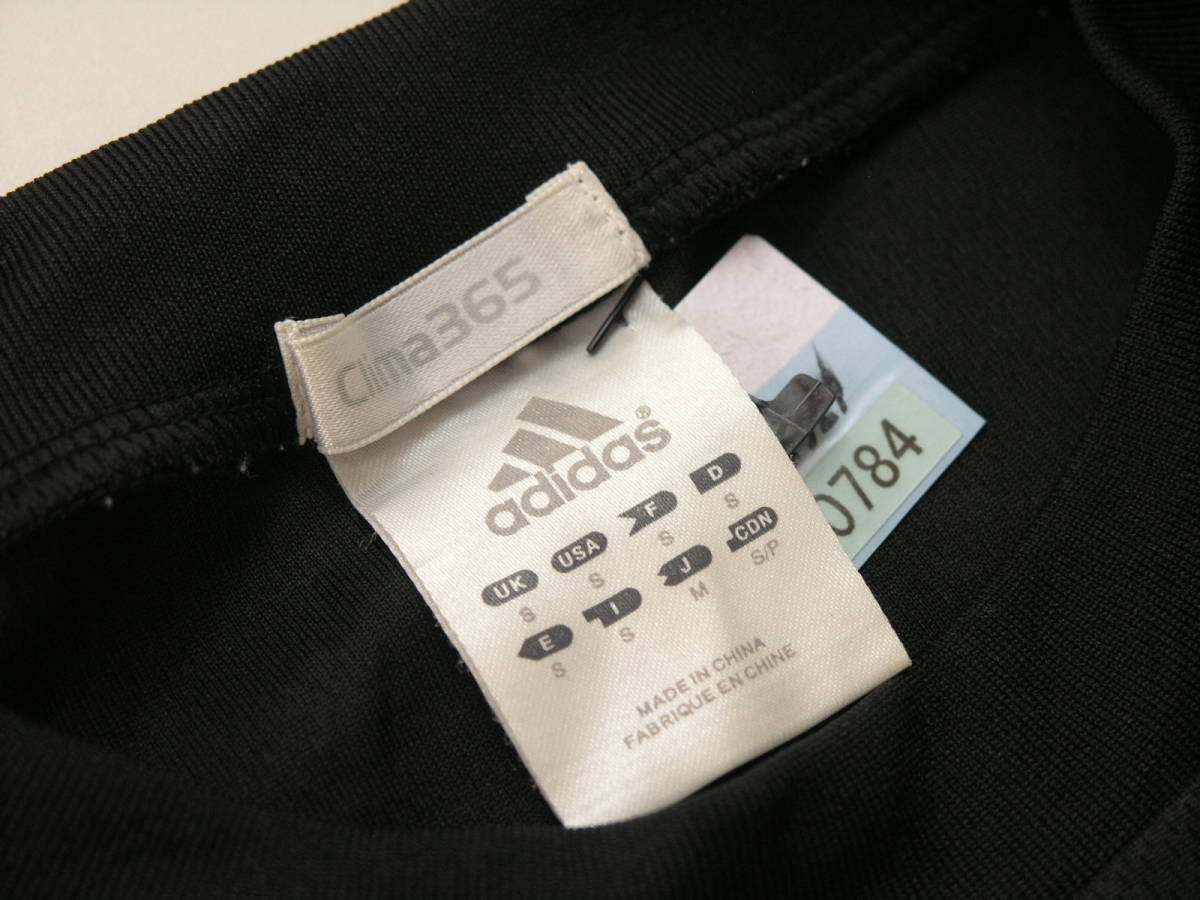 Clima365
adidas®
UK USA F D
S S S S
E I J CDN
S S M S/P
MADE IN CHINA
FABRIQUE EN CHINE
0784